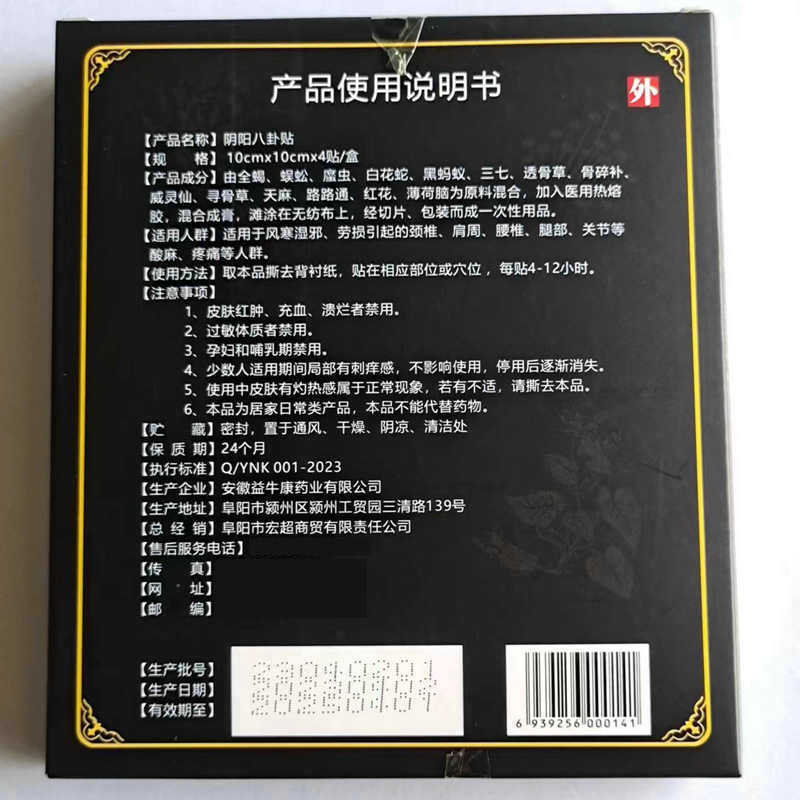 产品使用说明书
外
【产品名称】阴阳八卦贴
【规 格】10cmx10cmx4贴/盒
【产品成分】由全蝎、蜈蚣、䗪虫、白花蛇、黑蚂蚁、三七、透骨草、骨碎补、
威灵仙、寻骨草、天麻、路路通、红花、薄荷脑为原料混合，加入医用热熔
胶，混合成膏，滩涂在无纺布上，经切片、包装而成一次性用品。
【适用人群】适用于风寒湿邪、劳损引起的颈椎、肩周、腰椎、腿部、关节等
酸麻、疼痛等人群。
【使用方法】取本品撕去背衬纸，贴在相应部位或穴位，每贴4-12小时。
【注意事项】
1、皮肤红肿、充血、溃烂者禁用。
2、过敏体质者禁用。
3、孕妇和哺乳期禁用。
4、少数人适用期间局部有刺痒感，不影响使用，停用后逐渐消失。
5、使用中皮肤有灼热感属于正常现象，若有不适，请撕去本品。
6、本品为居家日常类产品，本品不能代替药物。
【贮 藏】密封，置于通风、干燥、阴凉、清洁处
【保 质 期】24个月
【执行标准】Q/YNK 001-2023
【生产企业】安徽益牛康药业有限公司
【生产地址】阜阳市颍州区颍州工贸园三清路139号
【总 经 销】阜阳市宏超商贸有限责任公司
【售后服务电话】
【传 真】
【网 址】
【邮 编】
【生产批号】
【生产日期】
【有效期至】
6 939256 000141